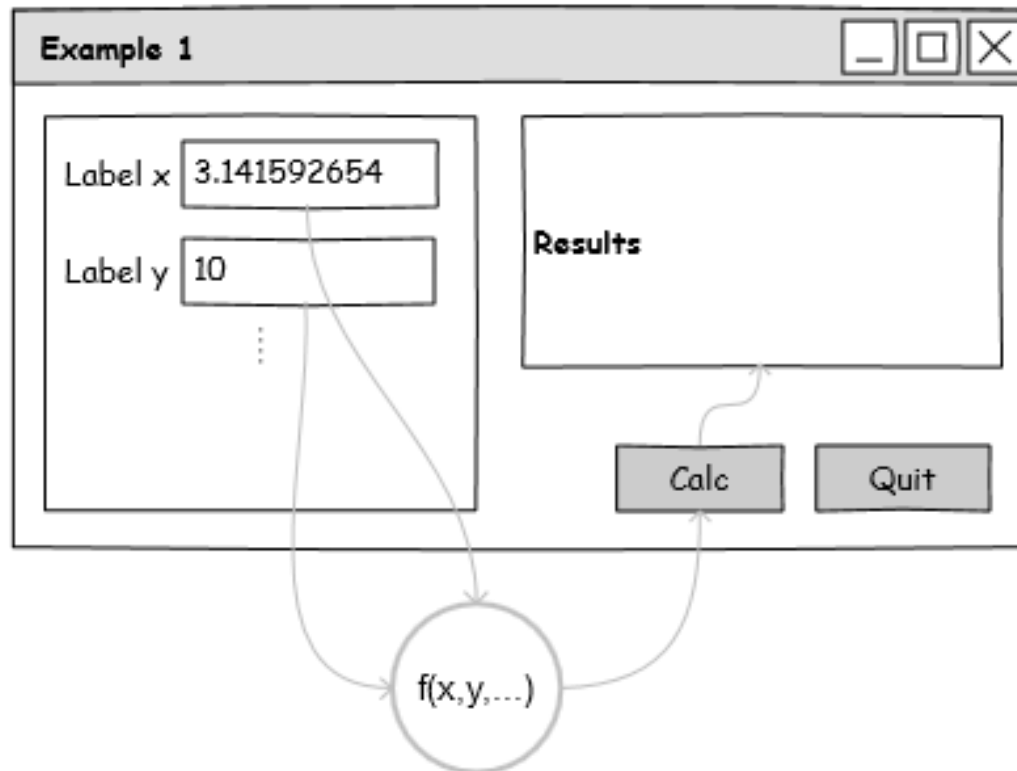 Example 1
Label x 3.141592654
Label y 10
Results
Calc
Quit
f(x,y,...)